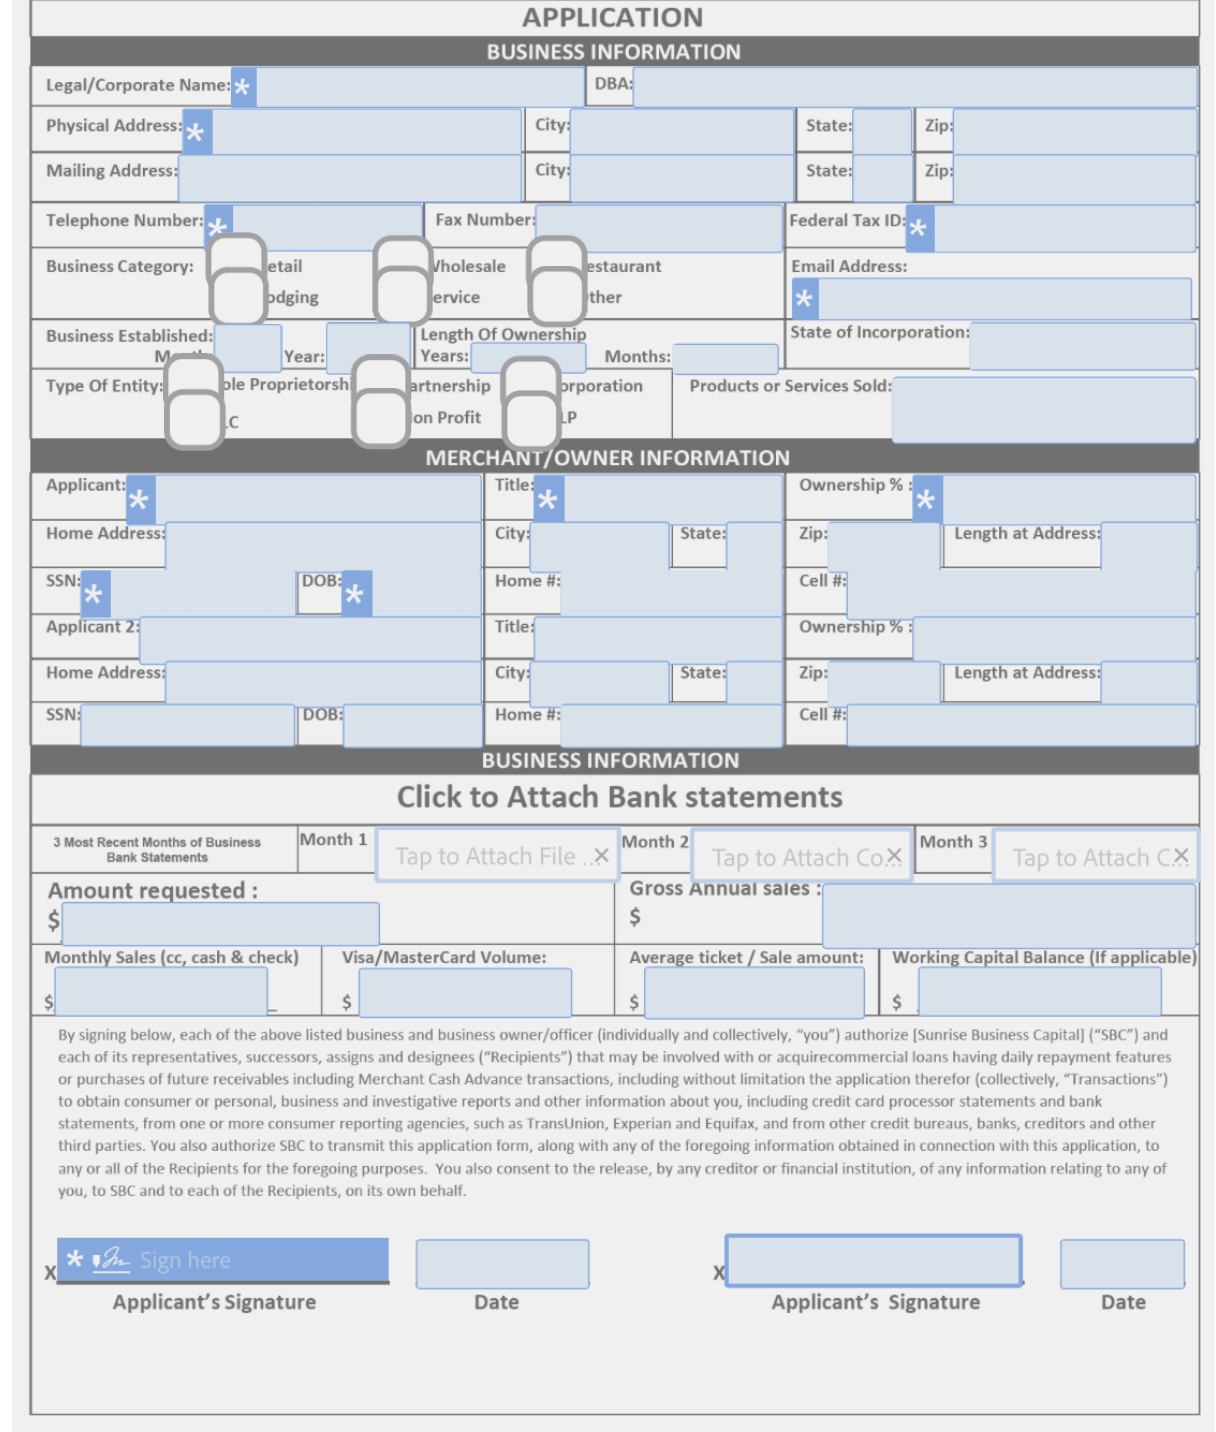 APPLICATION
BUSINESS INFORMATION
Legal/Corporate Name: * DBA:
Physical Address: * City: State: Zip:
Mailing Address: City: State: Zip:
Telephone Number: * Fax Number: Federal Tax ID: *
Business Category: etail Wholesale estaurant Email Address:
odging ervice ther *
Business Established: Length Of Ownership State of Incorporation:
Year: Years: Months:
Type Of Entity: ole Proprietorshi artnership orporation Products or Services Sold:
LC on Profit LP
MERCHANT/OWNER INFORMATION
Applicant: * Title: * Ownership % : *
Home Address: City: State: Zip: Length at Address:
SSN: * DOB: * Home #: Cell #:
Applicant 2: Title: Ownership % :
Home Address: City: State: Zip: Length at Address:
SSN: DOB: Home #: Cell #:
BUSINESS INFORMATION
Click to Attach Bank statements
3 Most Recent Months of Business Month 1 Tap to Attach File ...× Month 2 Tap to Attach Co...× Month 3 Tap to Attach C...×
Bank Statements
Amount requested : Gross Annual sales :
$ $
Monthly Sales (cc, cash & check) Visa/MasterCard Volume: Average ticket / Sale amount: Working Capital Balance (If applicable)
$ _ $ $ $
By signing below, each of the above listed business and business owner/officer (individually and collectively, “you”) authorize [Sunrise Business Capital] (“SBC”) and
each of its representatives, successors, assigns and designees (“Recipients”) that may be involved with or acquirecommercial loans having daily repayment features
or purchases of future receivables including Merchant Cash Advance transactions, including without limitation the application therefor (collectively, “Transactions”)
to obtain consumer or personal, business and investigative reports and other information about you, including credit card processor statements and bank
statements, from one or more consumer reporting agencies, such as TransUnion, Experian and Equifax, and from other credit bureaus, banks, creditors and other
third parties. You also authorize SBC to transmit this application form, along with any of the foregoing information obtained in connection with this application, to
any or all of the Recipients for the foregoing purposes. You also consent to the release, by any creditor or financial institution, of any information relating to any of
you, to SBC and to each of the Recipients, on its own behalf.
X * Sign here X
Applicant’s Signature Date Applicant’s Signature Date